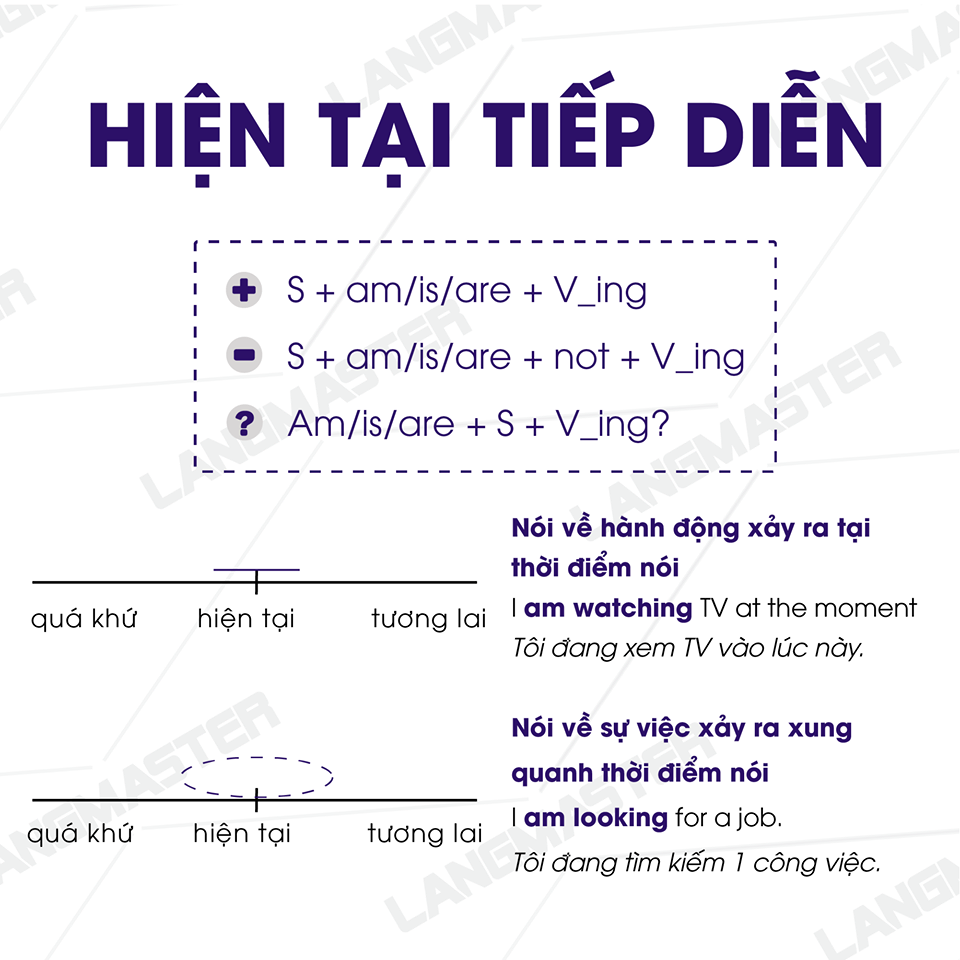 HIỆN TẠI TIẾP DIỄN
+ S + am/is/are + V_ing
- S + am/is/are + not + V_ing
? Am/is/are + S + V_ing?
Nói về hành động xảy ra tại
thời điểm nói
I am watching TV at the moment
Tôi đang xem TV vào lúc này.
quá khứ hiện tại tương lai
Nói về sự việc xảy ra xung
quanh thời điểm nói
I am looking for a job.
Tôi đang tìm kiếm 1 công việc.
quá khứ hiện tại tương lai
LANGMASTER
LANGMASTER
LANGMASTER
LANGMASTER
LANGMASTER
LANGMASTER
LANGMASTER